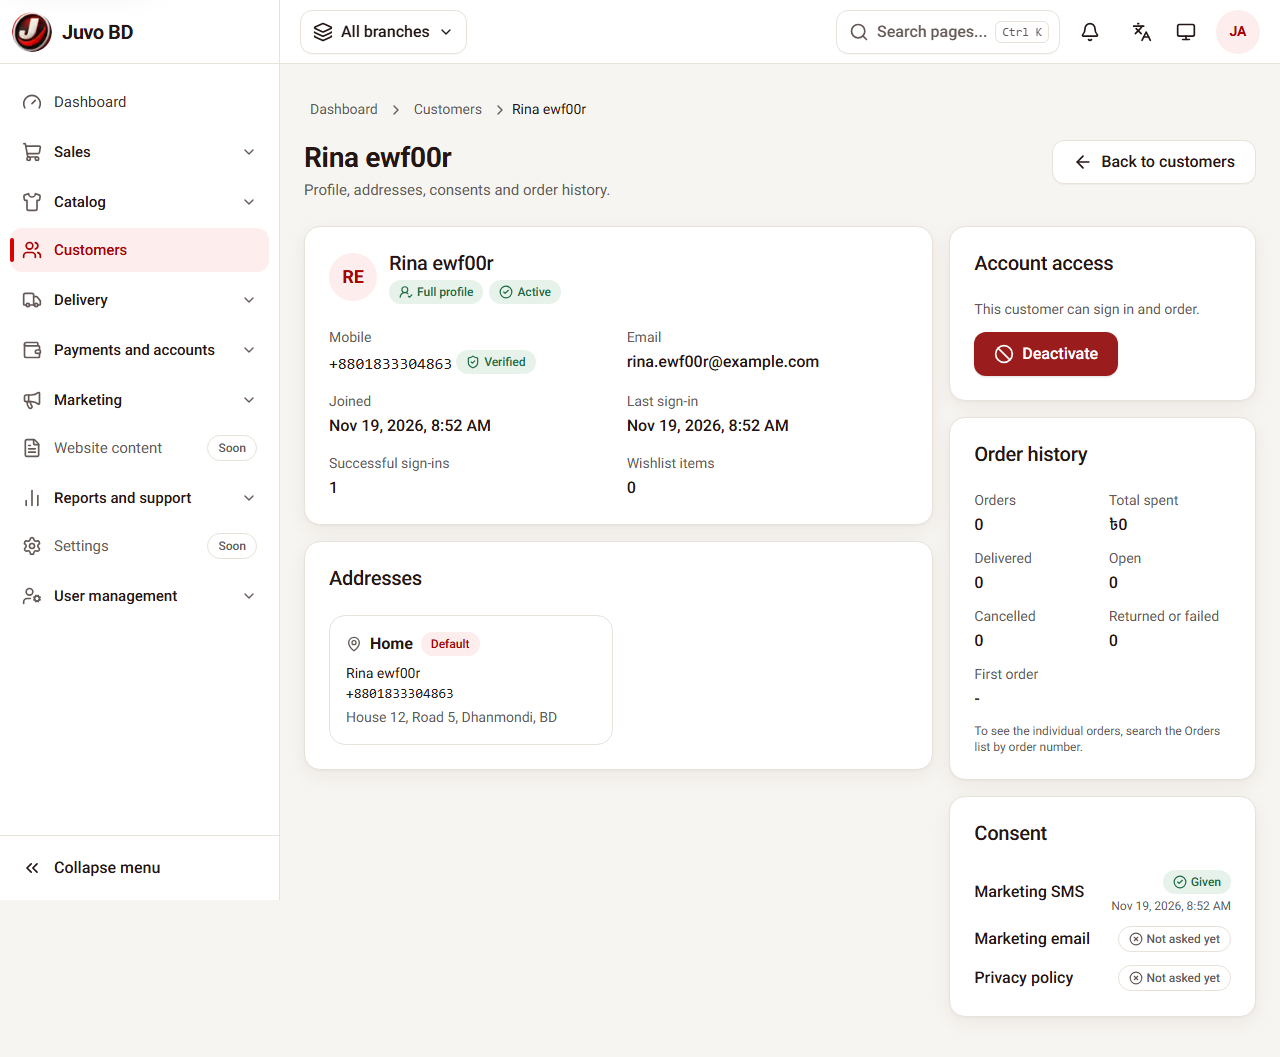 Juvo BD
All branches
Search pages...
Ctrl K
JA
Dashboard
Sales
Catalog
Customers
Delivery
Payments and accounts
Marketing
Website content
Soon
Reports and support
Settings
Soon
User management
Collapse menu
Dashboard > Customers > Rina ewf00r
Rina ewf00r
Profile, addresses, consents and order history.
Back to customers
RE
Rina ewf00r
Full profile
Active
Mobile
+8801833304863
Verified
Email
rina.ewf00r@example.com
Joined
Nov 19, 2026, 8:52 AM
Last sign-in
Nov 19, 2026, 8:52 AM
Successful sign-ins
1
Wishlist items
0
Addresses
Home
Default
Rina ewf00r
+8801833304863
House 12, Road 5, Dhanmondi, BD
Account access
This customer can sign in and order.
Deactivate
Order history
Orders
0
Total spent
৳0
Delivered
0
Open
0
Cancelled
0
Returned or failed
0
First order
-
To see the individual orders, search the Orders
list by order number.
Consent
Marketing SMS
Given
Nov 19, 2026, 8:52 AM
Marketing email
Not asked yet
Privacy policy
Not asked yet